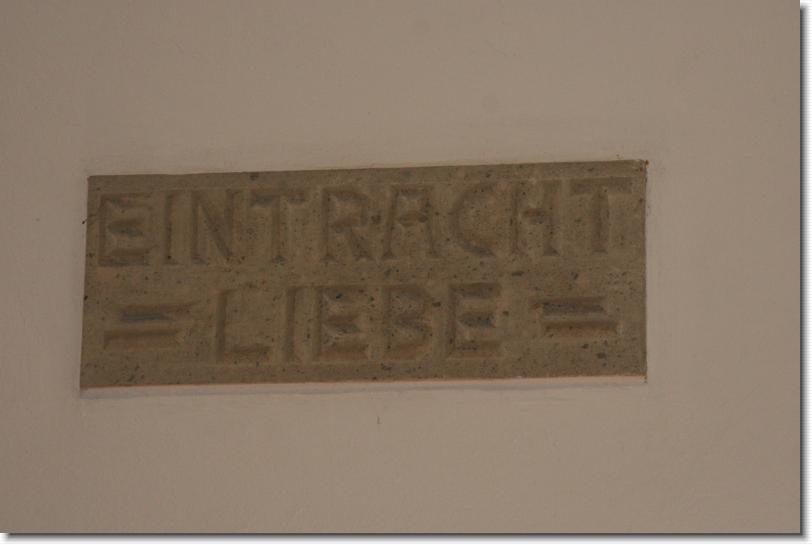 EINTRACHT
= LIEBE =